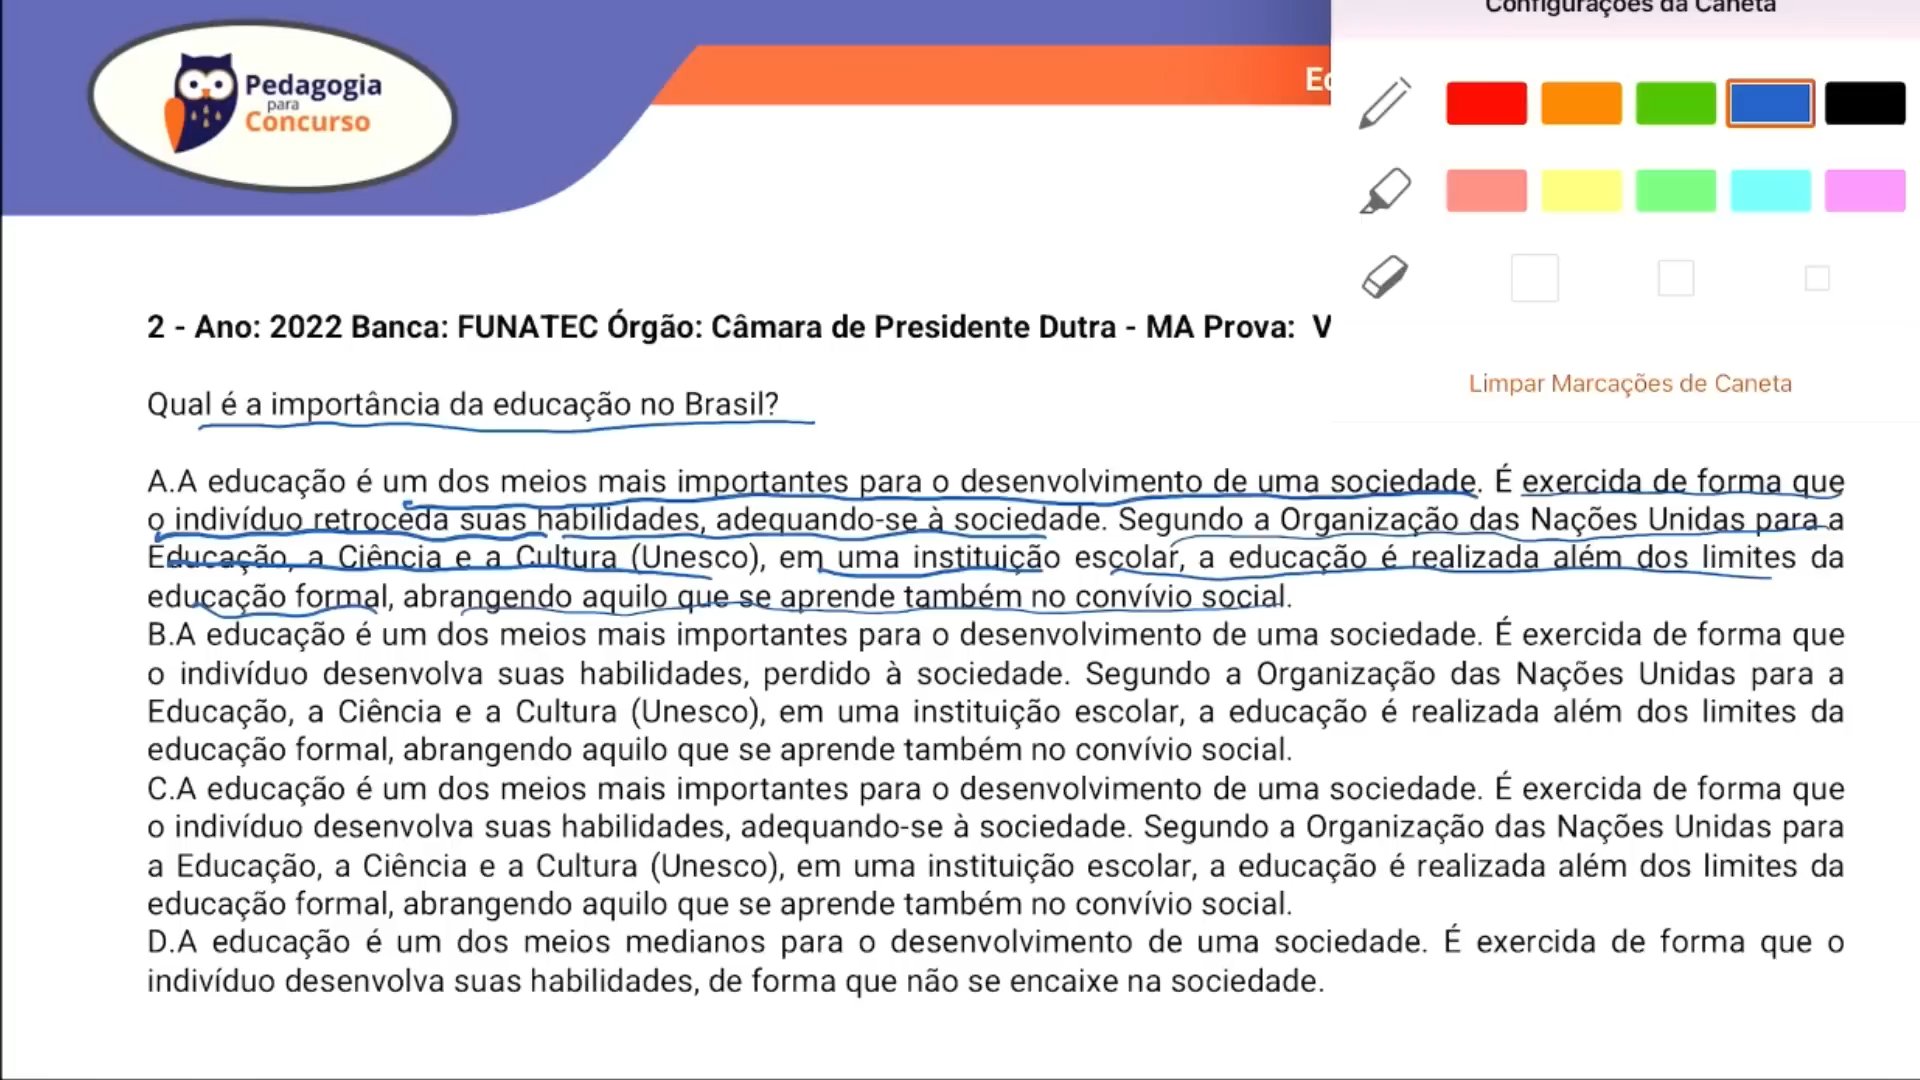 Configurações da Caneta
Pedagogia
para
Concurso
Limpar Marcações de Caneta
2 - Ano: 2022 Banca: FUNATEC Órgão: Câmara de Presidente Dutra - MA Prova: V
Qual é a importância da educação no Brasil?
A.A educação é um dos meios mais importantes para o desenvolvimento de uma sociedade. É exercida de forma que
o indivíduo retroceda suas habilidades, adequando-se à sociedade. Segundo a Organização das Nações Unidas para a
Educação, a Ciência e a Cultura (Unesco), em uma instituição escolar, a educação é realizada além dos limites da
educação formal, abrangendo aquilo que se aprende também no convívio social.
B.A educação é um dos meios mais importantes para o desenvolvimento de uma sociedade. É exercida de forma que
o indivíduo desenvolva suas habilidades, perdido à sociedade. Segundo a Organização das Nações Unidas para a
Educação, a Ciência e a Cultura (Unesco), em uma instituição escolar, a educação é realizada além dos limites da
educação formal, abrangendo aquilo que se aprende também no convívio social.
C.A educação é um dos meios mais importantes para o desenvolvimento de uma sociedade. É exercida de forma que
o indivíduo desenvolva suas habilidades, adequando-se à sociedade. Segundo a Organização das Nações Unidas para
a Educação, a Ciência e a Cultura (Unesco), em uma instituição escolar, a educação é realizada além dos limites da
educação formal, abrangendo aquilo que se aprende também no convívio social.
D.A educação é um dos meios medianos para o desenvolvimento de uma sociedade. É exercida de forma que o
indivíduo desenvolva suas habilidades, de forma que não se encaixe na sociedade.